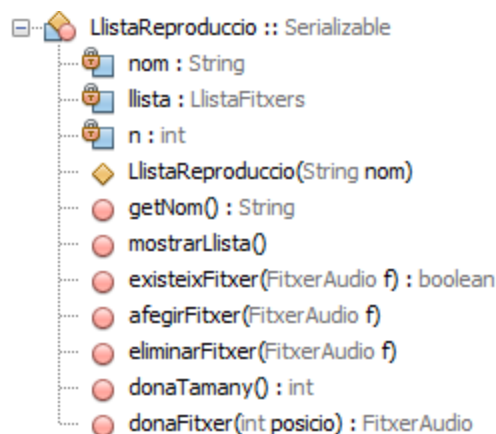 LlistaReproduccio :: Serializable
nom : String
llista : LlistaFitxers
n : int
LlistaReproduccio(String nom)
getNom() : String
mostrarLlista()
existeixFitxer(FitxerAudio f) : boolean
afegirFitxer(FitxerAudio f)
eliminarFitxer(FitxerAudio f)
donaTamany() : int
donaFitxer(int posicio) : FitxerAudio